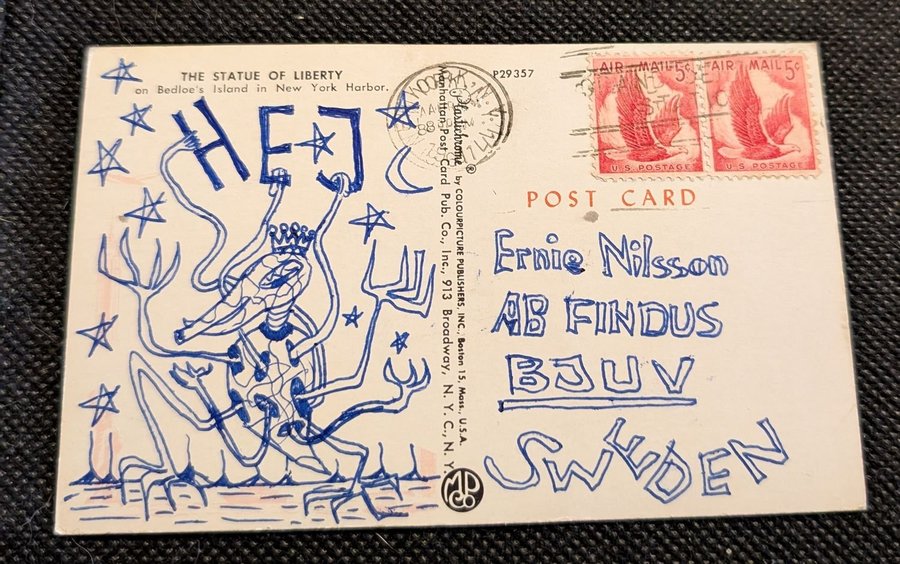 THE STATUE OF LIBERTY
on Bedloe's Island in New York Harbor.
HEJ
Plastichrome® by COLOURPICTURE PUBLISHERS, INC., Boston 15, Mass., U.S.A.
Manhattan Post Card Pub. Co., Inc., 913 Broadway, N. Y. C., N. Y.
P29357
AIR MAIL 5¢
U.S. POSTAGE
AIR MAIL 5¢
U.S. POSTAGE
POST CARD
Ernie Nilsson
AB FINDUS
BJUV
SWEDEN